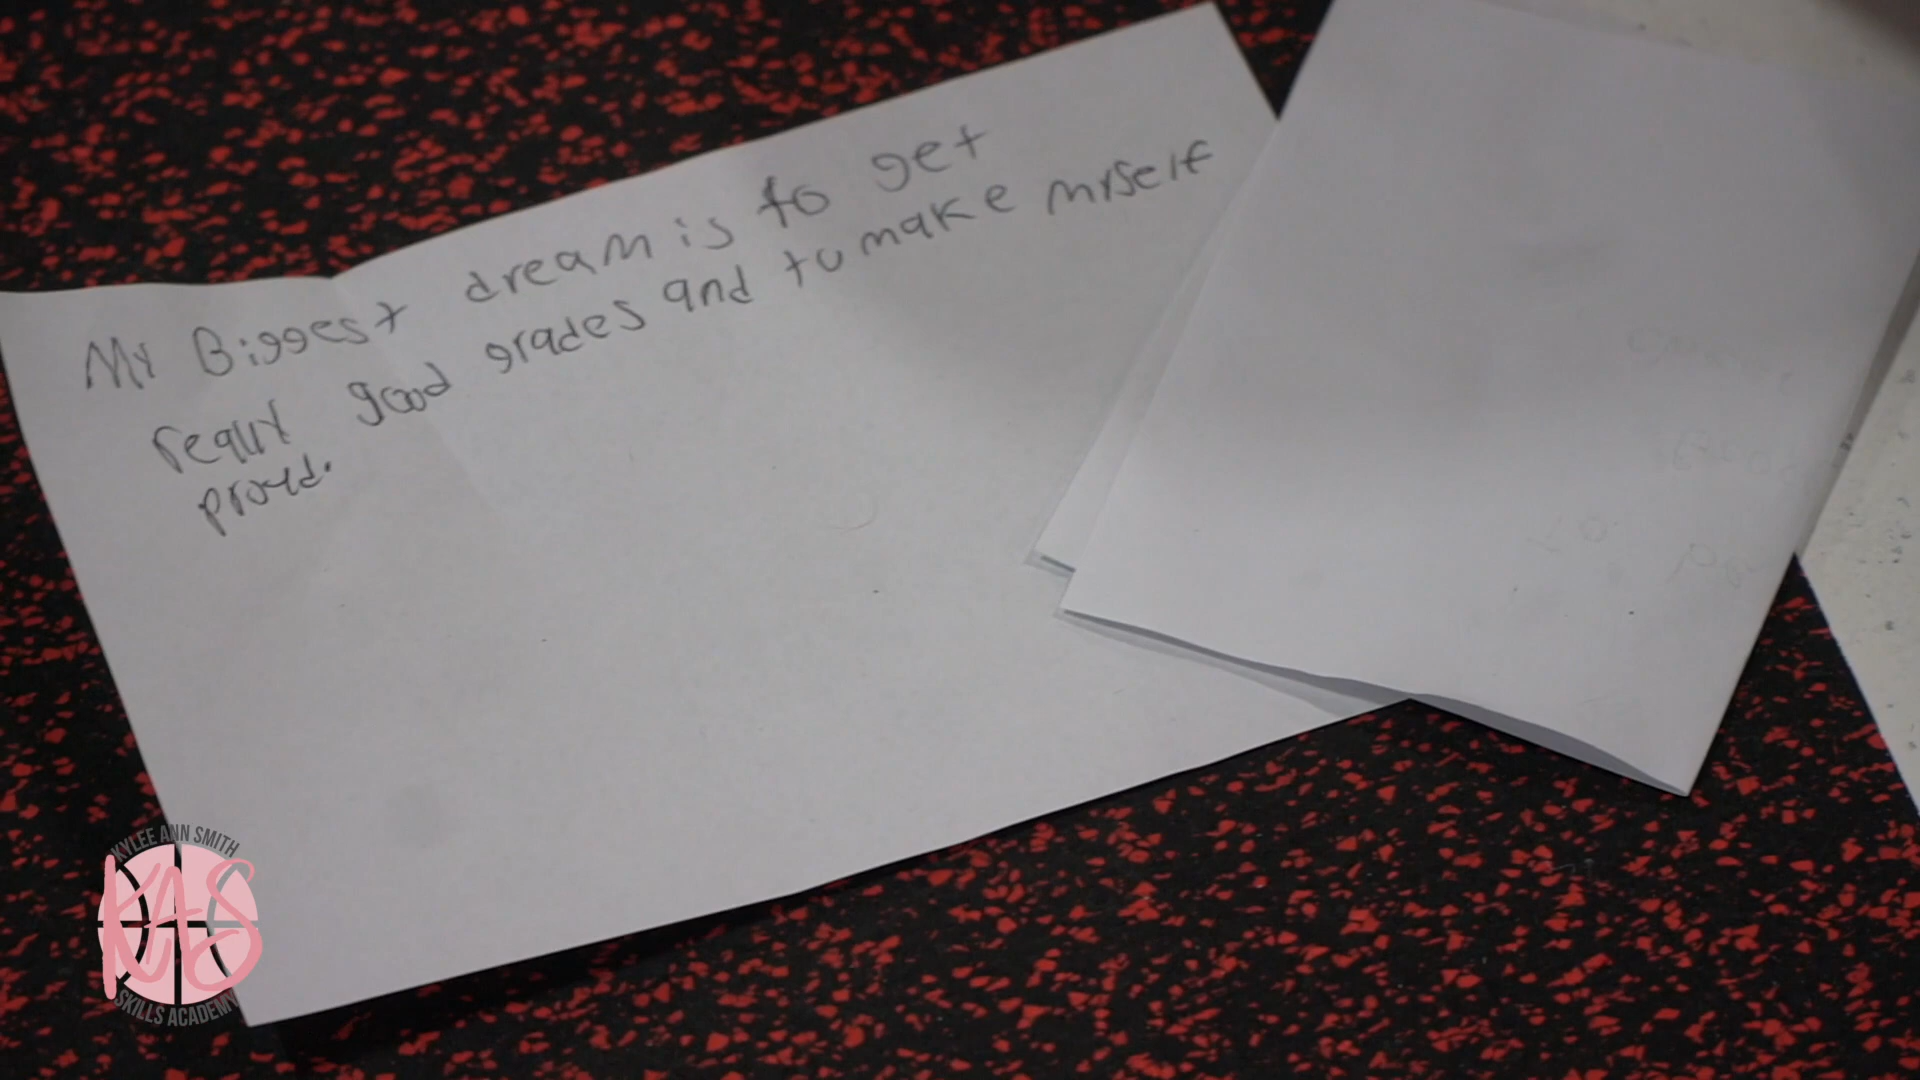 My Biggest dream is to get
really good grades and to make myself
proud.
KYLEE ANN SMITH
KAS
SKILLS ACADEMY